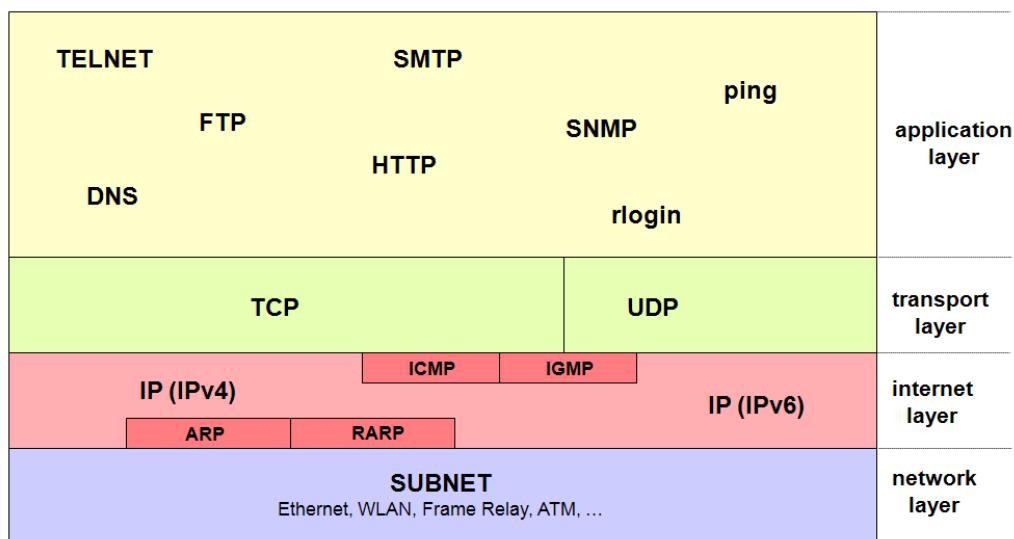 TELNET
SMTP
ping
FTP
SNMP
HTTP
DNS
rlogin
application
layer
TCP
UDP
transport
layer
ICMP
IGMP
IP (IPv4)
IP (IPv6)
internet
layer
ARP
RARP
SUBNET
Ethernet, WLAN, Frame Relay, ATM, ...
network
layer